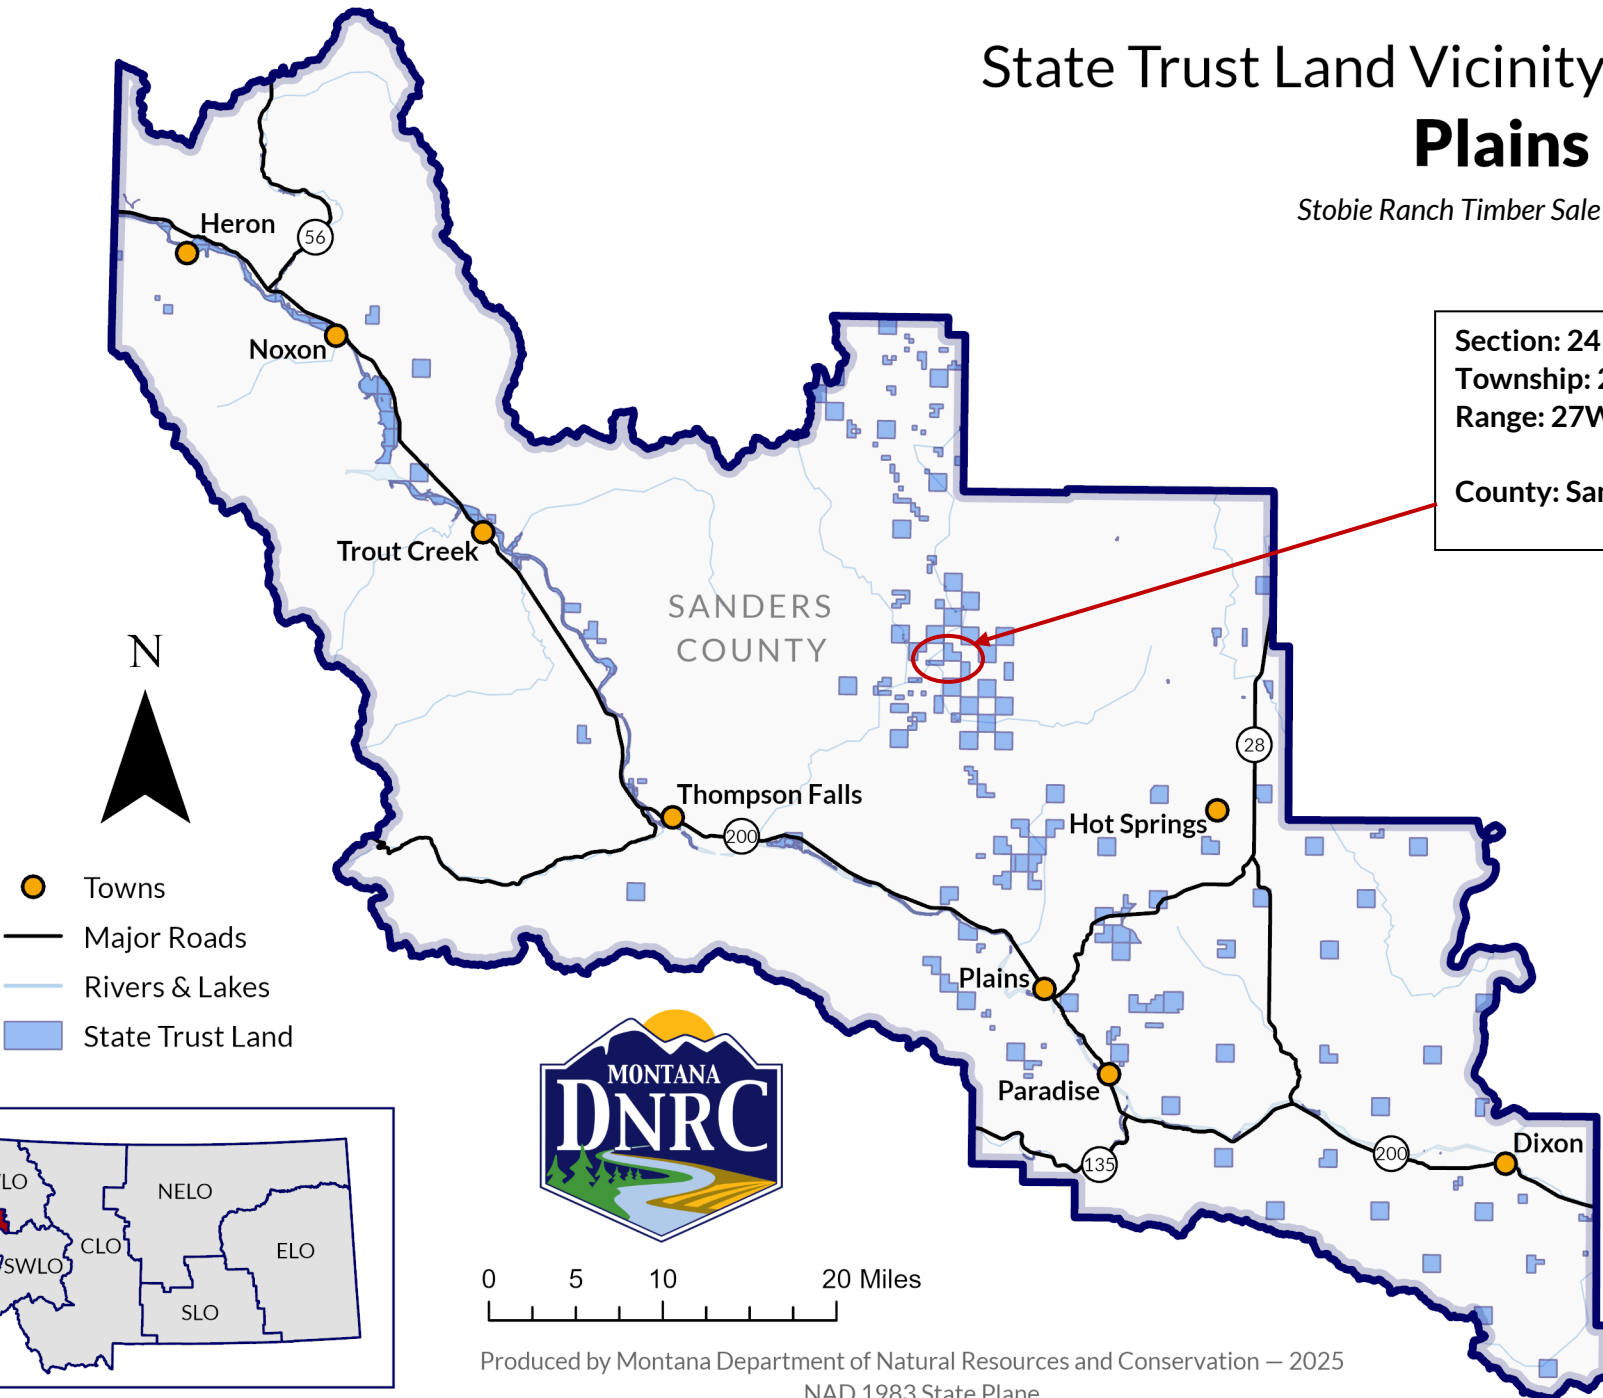 State Trust Land Vicinity
Plains
Stobie Ranch Timber Sale
Section: 24
Township:
Range: 27W
County:
Heron
56
Noxon
Trout Creek
SANDERS
COUNTY
N
28
Thompson Falls
200
Hot Springs
Towns
Major Roads
Rivers & Lakes
State Trust Land
Plains
Paradise
135
200
Dixon
MONTANA
DNRC
NELO
CLO
SWLO
ELO
SLO
0 5 10 20 Miles
Produced by Montana Department of Natural Resources and Conservation — 2025
NAD 1983 State Plane